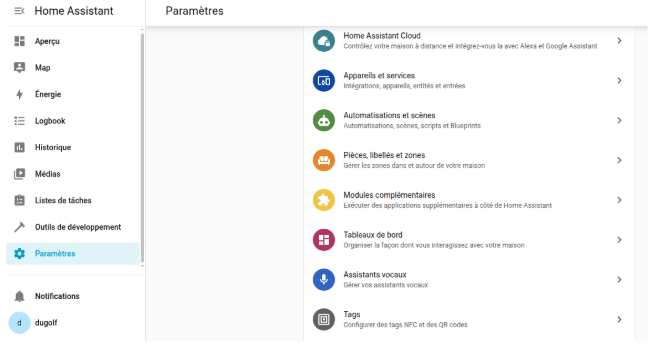 Home Assistant
Paramètres
Aperçu
Map
Énergie
Logbook
Historique
Médias
Listes de tâches
Outils de développement
Paramètres
Notifications
d dugolf
Home Assistant Cloud
Contrôlez votre maison à distance et intégrez-vous la avec Alexa et Google Assistant
Appareils et services
Intégrations, appareils, entités et entrées
Automatisations et scènes
Automatisations, scènes, scripts et Blueprints
Pièces, libellés et zones
Gérer les zones dans et autour de votre maison
Modules complémentaires
Exécuter des applications supplémentaires à côté de Home Assistant
Tableaux de bord
Organiser la façon dont vous interagissez avec votre maison
Assistants vocaux
Gérer vos assistants vocaux
Tags
Configurer des tags NFC et des QR codes